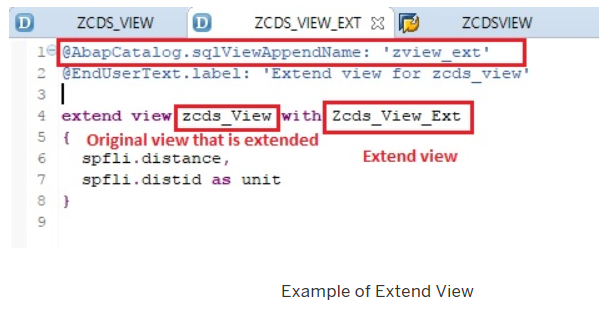 ZCDS_VIEW ZCDS_VIEW_EXT ZCDSVIEW
1 @AbapCatalog.sqlViewAppendName: 'zview_ext'
2 @EndUserText.label: 'Extend view for zcds_view'
3
4 extend view zcds_View with Zcds_View_Ext
5 { Original view that is extended
6 spfli.distance, Extend view
7 spfli.distid as unit
8 }
9
Example of Extend View